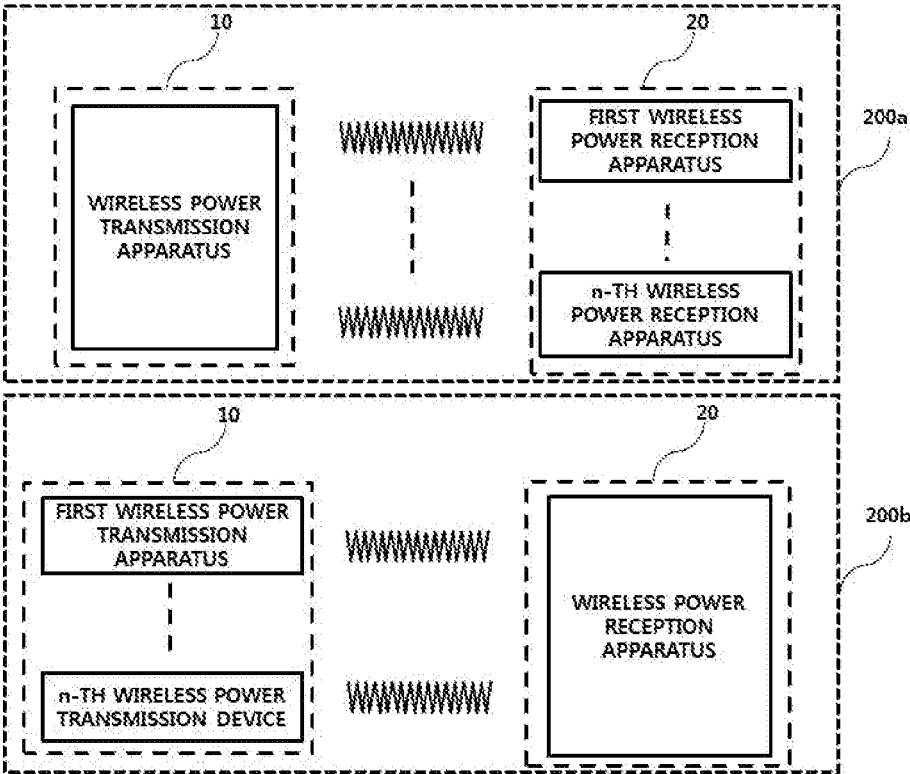 10
20
200a
WIRELESS POWER
TRANSMISSION
APPARATUS
FIRST WIRELESS
POWER RECEPTION
APPARATUS
n-TH WIRELESS
POWER RECEPTION
APPARATUS
10
20
200b
FIRST WIRELESS POWER
TRANSMISSION
APPARATUS
n-TH WIRELESS POWER
TRANSMISSION DEVICE
WIRELESS POWER
RECEPTION
APPARATUS